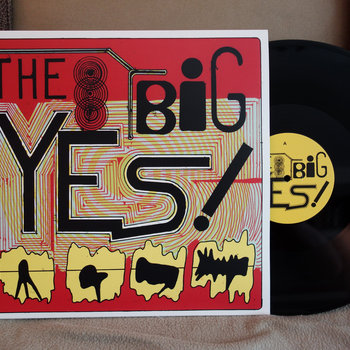 THE BiG
YES!
A
BiG
YES!